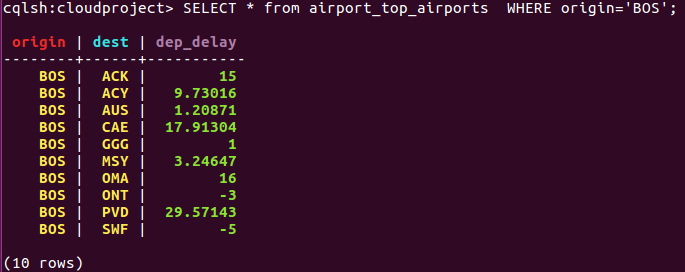 cqlsh:cloudproject> SELECT * from airport_top_airports  WHERE origin='BOS';
 origin | dest | dep_delay
--------+------+-----------
    BOS |  ACK |        15
    BOS |  ACY |   9.73016
    BOS |  AUS |   1.20871
    BOS |  CAE |  17.91304
    BOS |  GGG |         1
    BOS |  MSY |   3.24647
    BOS |  OMA |        16
    BOS |  ONT |        -3
    BOS |  PVD |  29.57143
    BOS |  SWF |        -5
(10 rows)